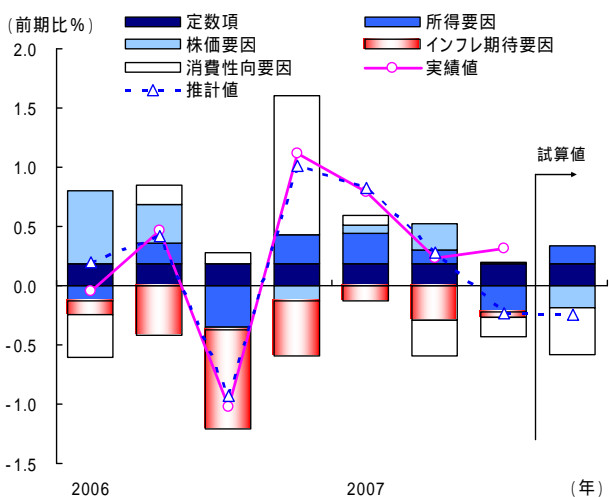 (前期比%)
定数項
所得要因
株価要因
インフレ期待要因
消費性向要因
実績値
推計値
試算値
2.0
1.5
1.0
0.5
0.0
-0.5
-1.0
-1.5
2006
2007
(年)